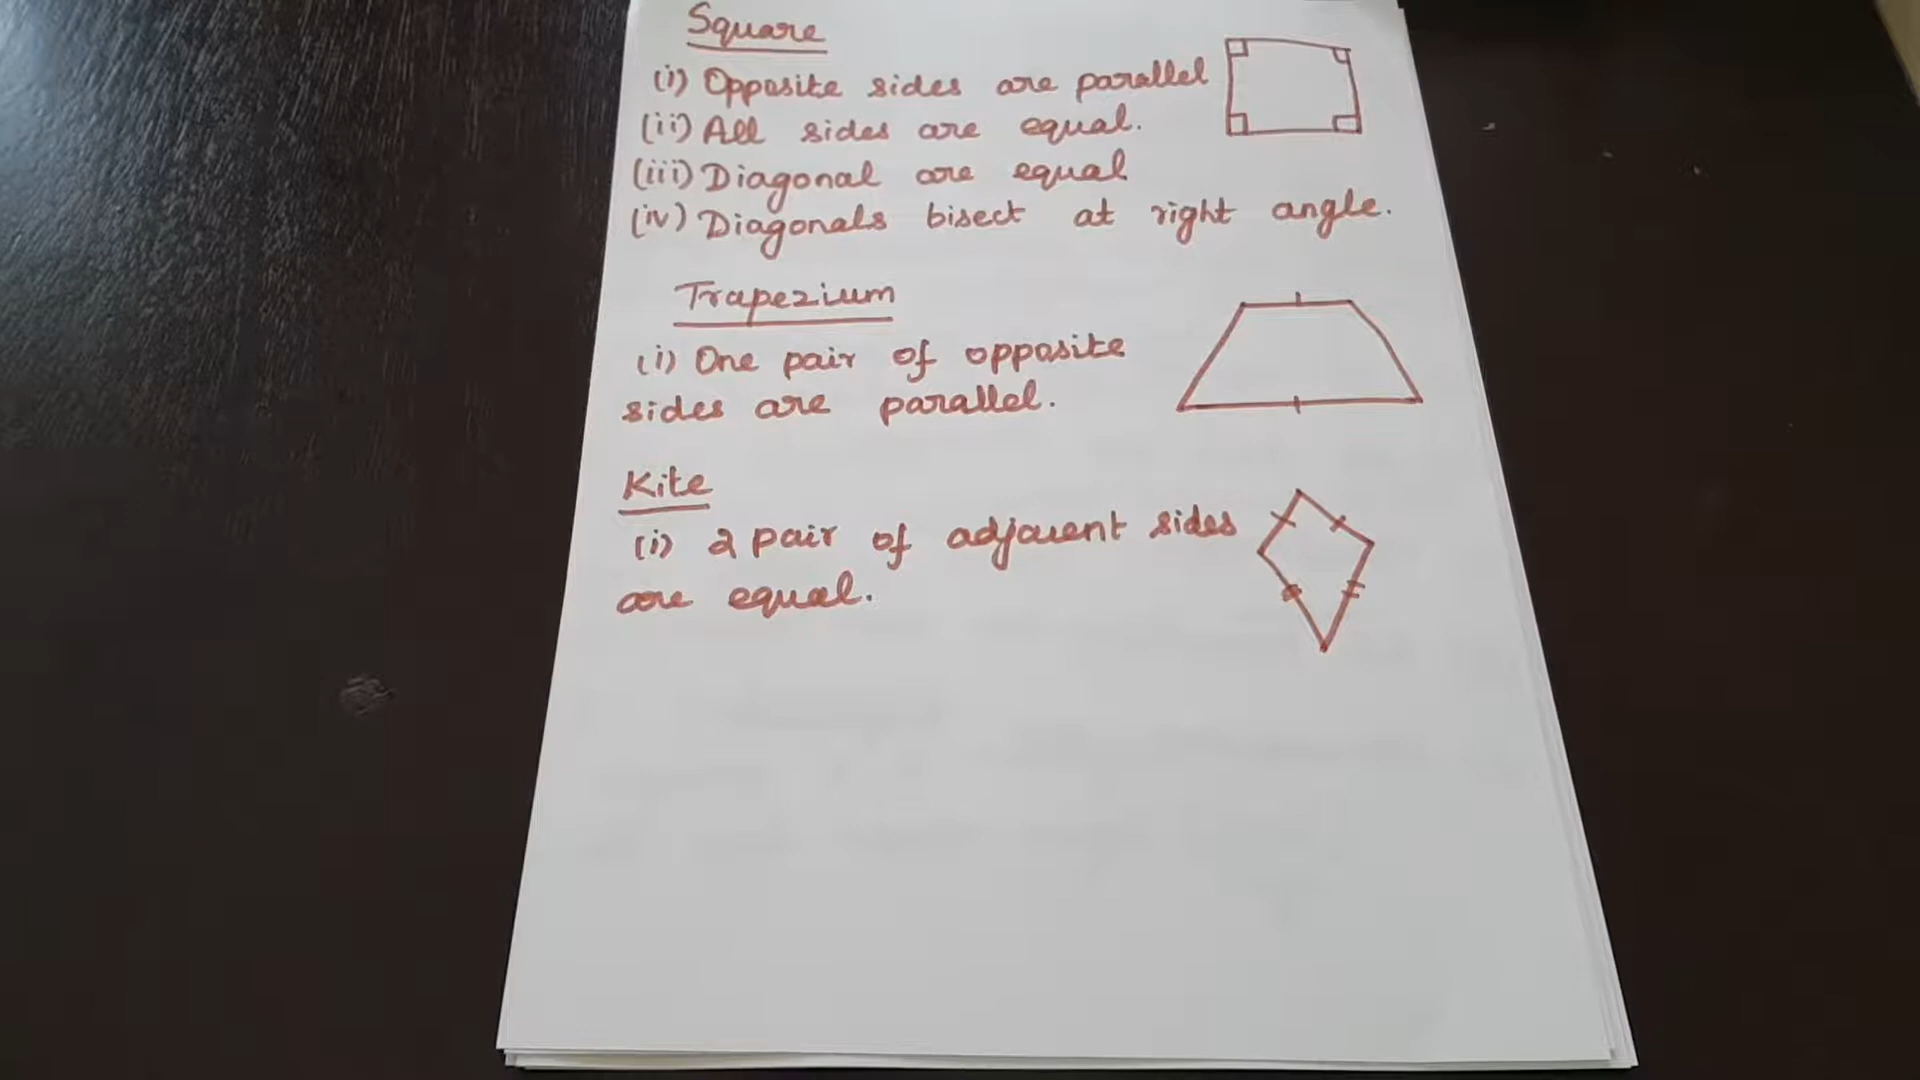 Square
(i) Opposite sides are parallel
(ii) All sides are equal.
(iii) Diagonal are equal
(iv) Diagonals bisect at right angle.
Trapezium
(i) One pair of opposite
sides are parallel.
Kite
(i) 2 pair of adjacent sides
are equal.